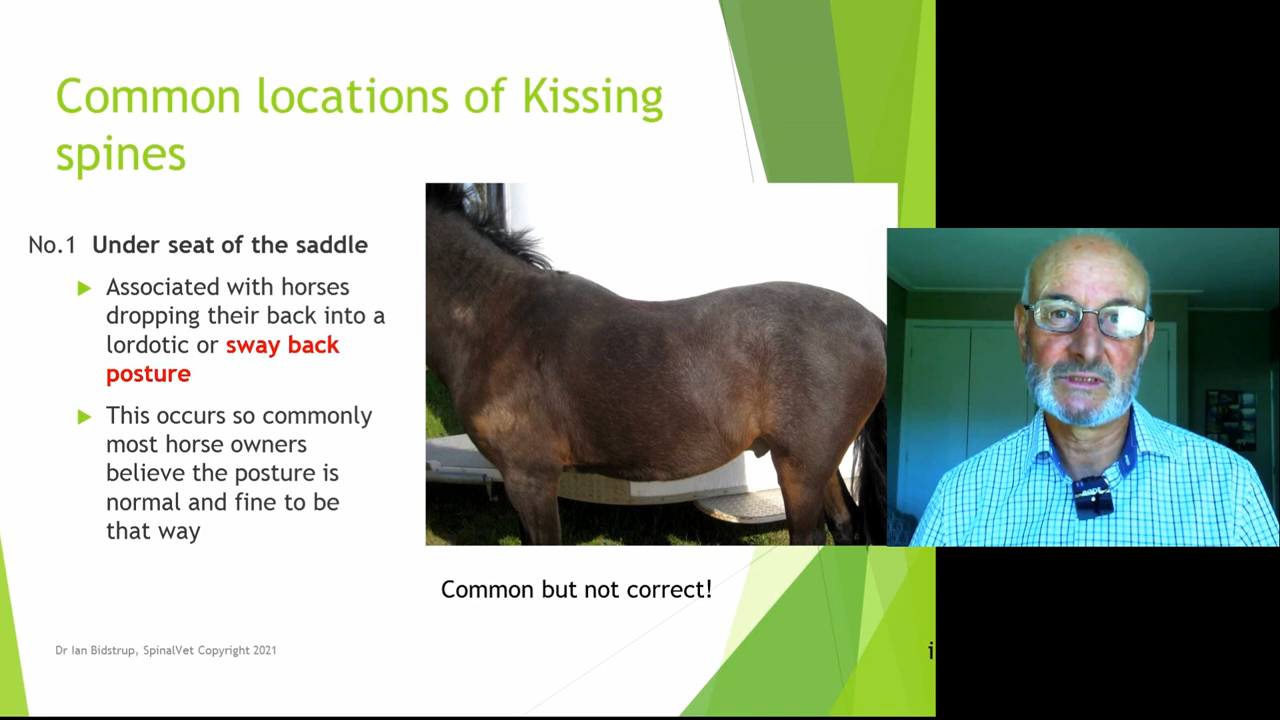 Common locations of Kissing
spines
No.1 Under seat of the saddle
Associated with horses
dropping their back into a
lordotic or sway back
posture
This occurs so commonly
most horse owners
believe the posture is
normal and fine to be
that way
Common but not correct!
Dr Ian Bidstrup, SpinalVet Copyright 2021
i